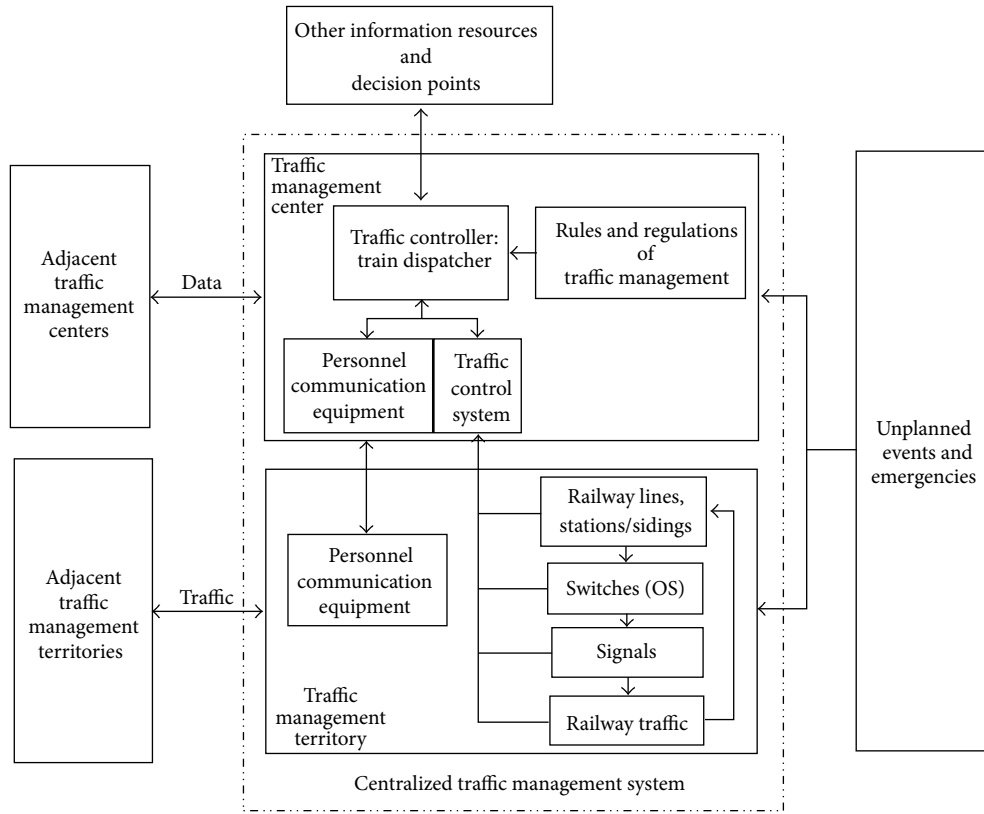 Other information resources
and
decision points
Traffic
management
center
Traffic controller:
train dispatcher
Rules and regulations
of
traffic management
Adjacent
traffic
management
centers
Data
Personnel
communication
equipment
Traffic
control
system
Unplanned
events and
emergencies
Railway lines,
stations/sidings
Personnel
communication
equipment
Switches (OS)
Adjacent
traffic
management
territories
Traffic
Signals
Traffic
management
territory
Railway traffic
Centralized traffic management system